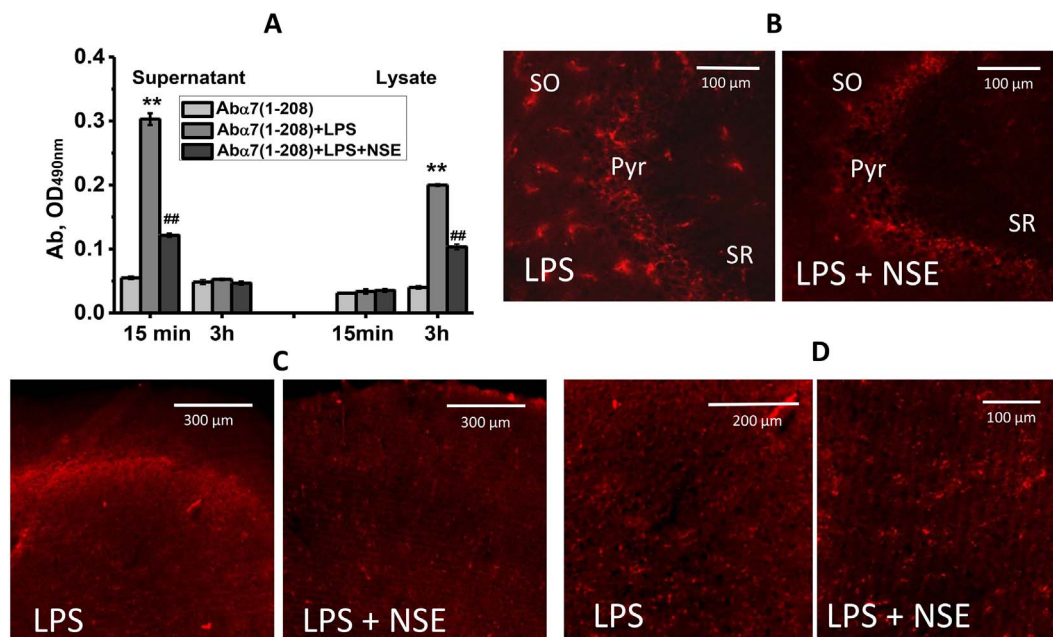 A
Ab, OD490nm
0.4
0.3
0.2
0.1
0.0
Supernatant
Lysate
Abα7(1-208)
Abα7(1-208)+LPS
Abα7(1-208)+LPS+NSE
**
##
**
##
15 min
3h
15min
3h
B
SO
100 µm
Pyr
SR
LPS
SO
100 µm
Pyr
SR
LPS + NSE
C
300 µm
LPS
300 µm
LPS + NSE
D
200 µm
LPS
100 µm
LPS + NSE